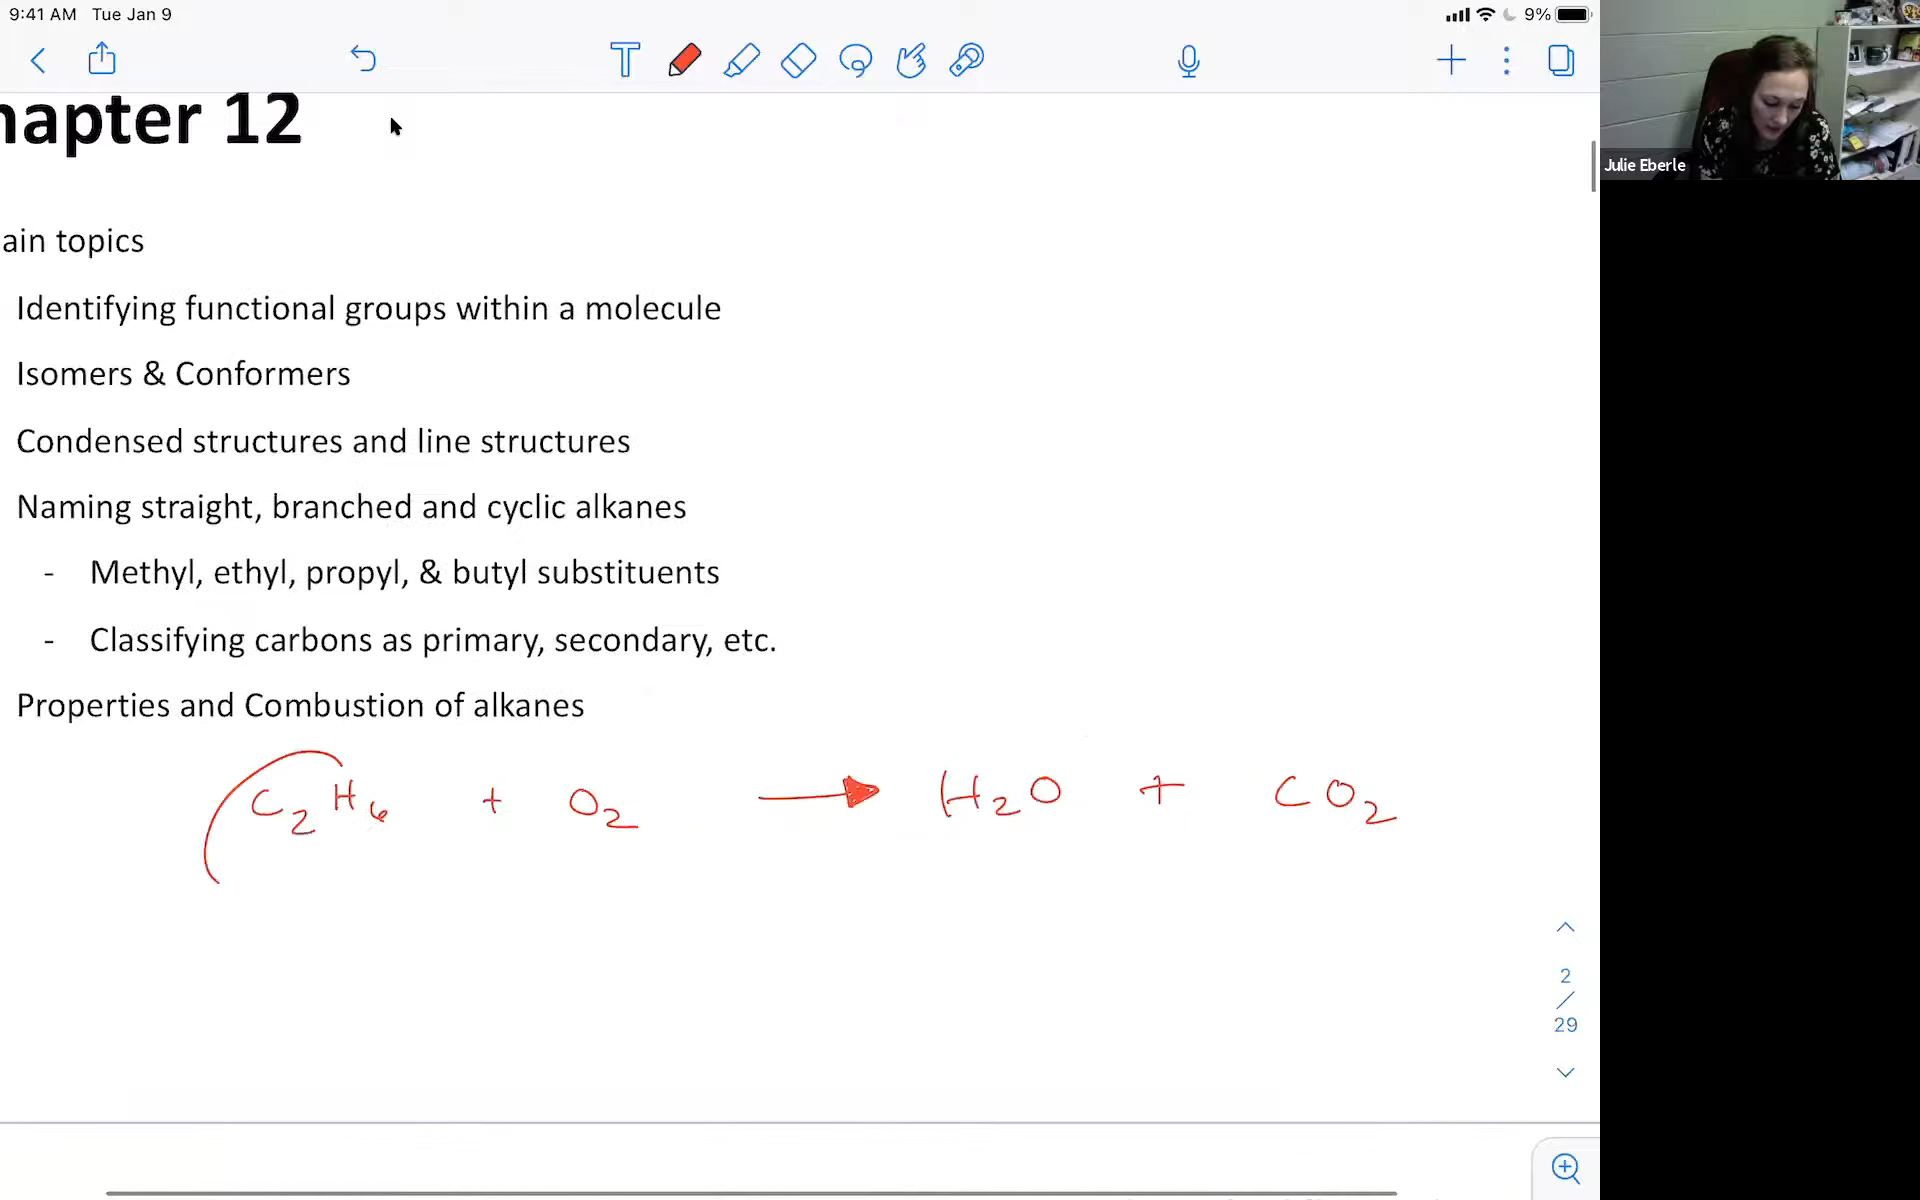 9:41 AM Tue Jan 9 9%
hapter 12
Julie Eberle
ain topics
Identifying functional groups within a molecule
Isomers & Conformers
Condensed structures and line structures
Naming straight, branched and cyclic alkanes
- Methyl, ethyl, propyl, & butyl substituents
- Classifying carbons as primary, secondary, etc.
Properties and Combustion of alkanes
C₂H₆ + O₂ → H₂O + CO₂
2
/
29